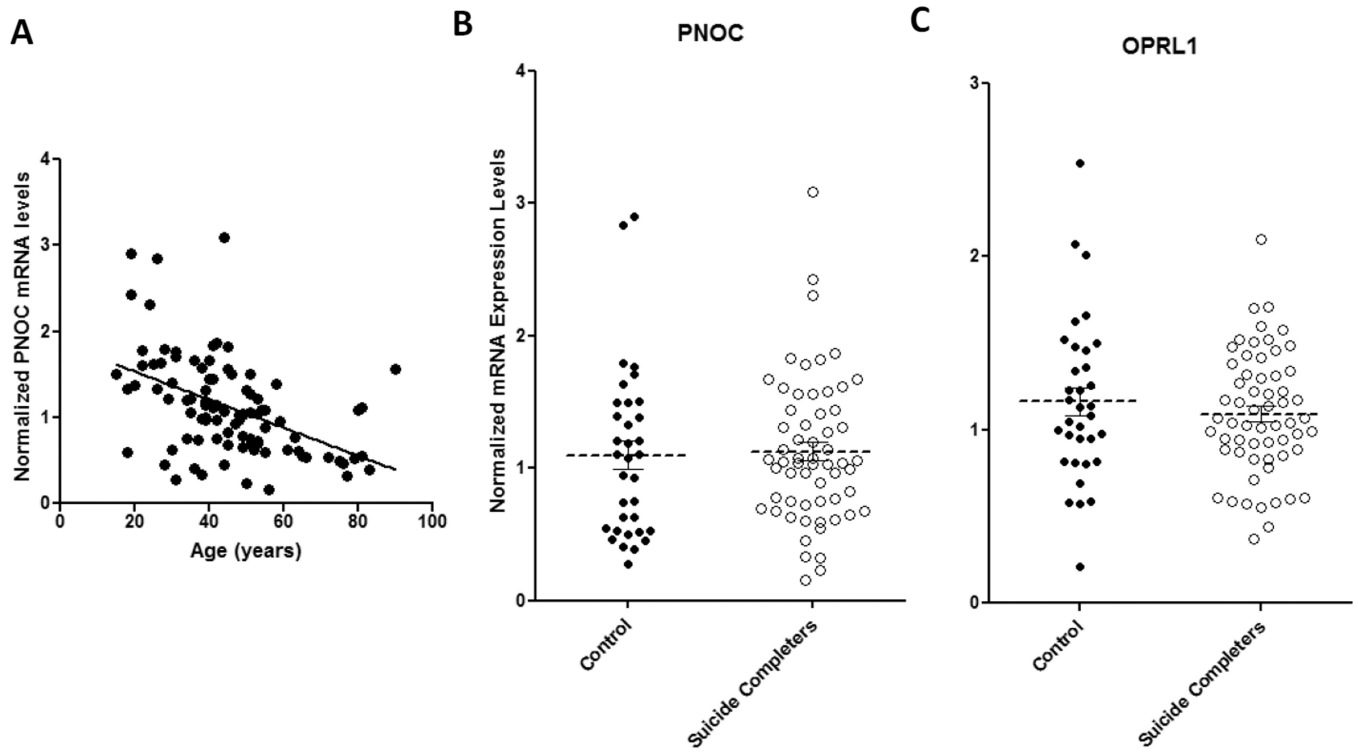 A
Normalized PNOC mRNA levels
4
3
2
1
0
0 20 40 60 80 100
Age (years)
B
PNOC
Normalized mRNA Expression Levels
4
3
2
1
0
Control
Suicide Completers
C
OPRL1
3
2
1
0
Control
Suicide Completers